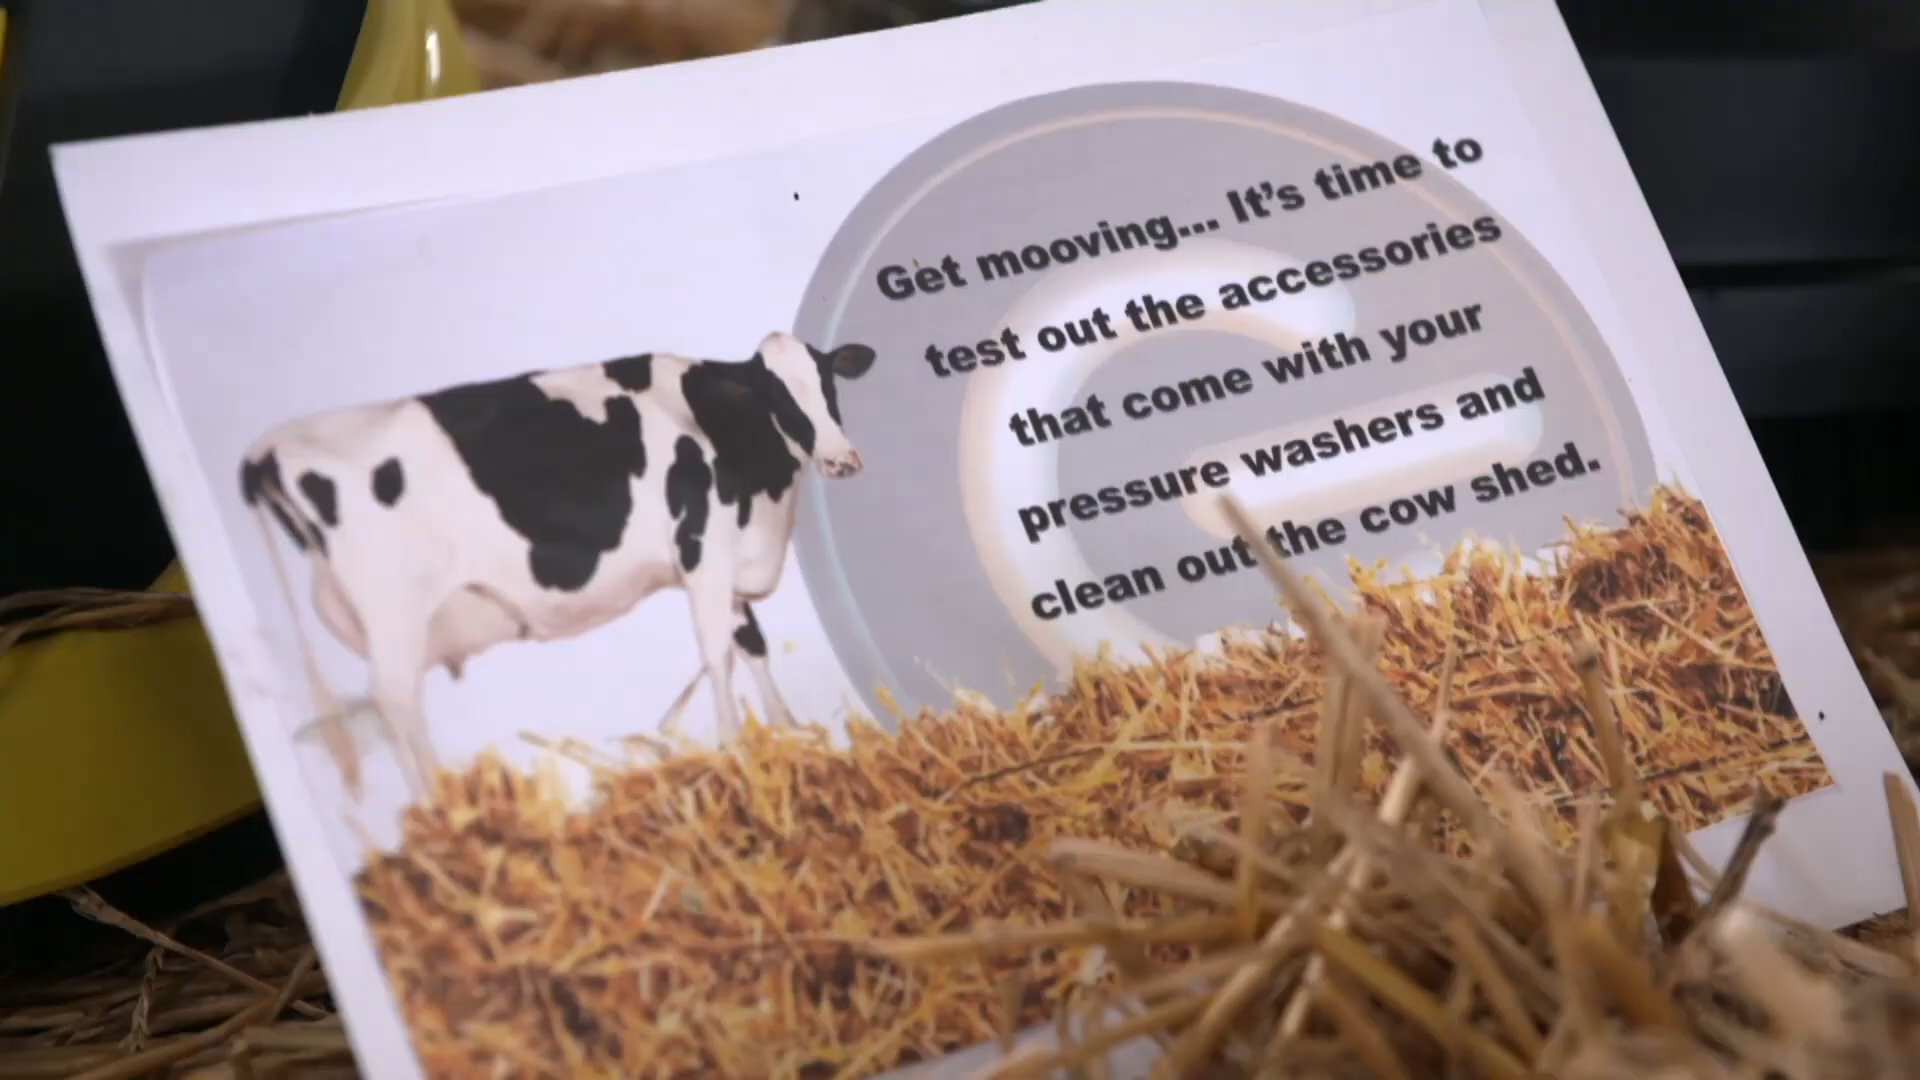 Get mooving... It's time to
test out the accessories
that come with your
pressure washers and
clean out the cow shed.